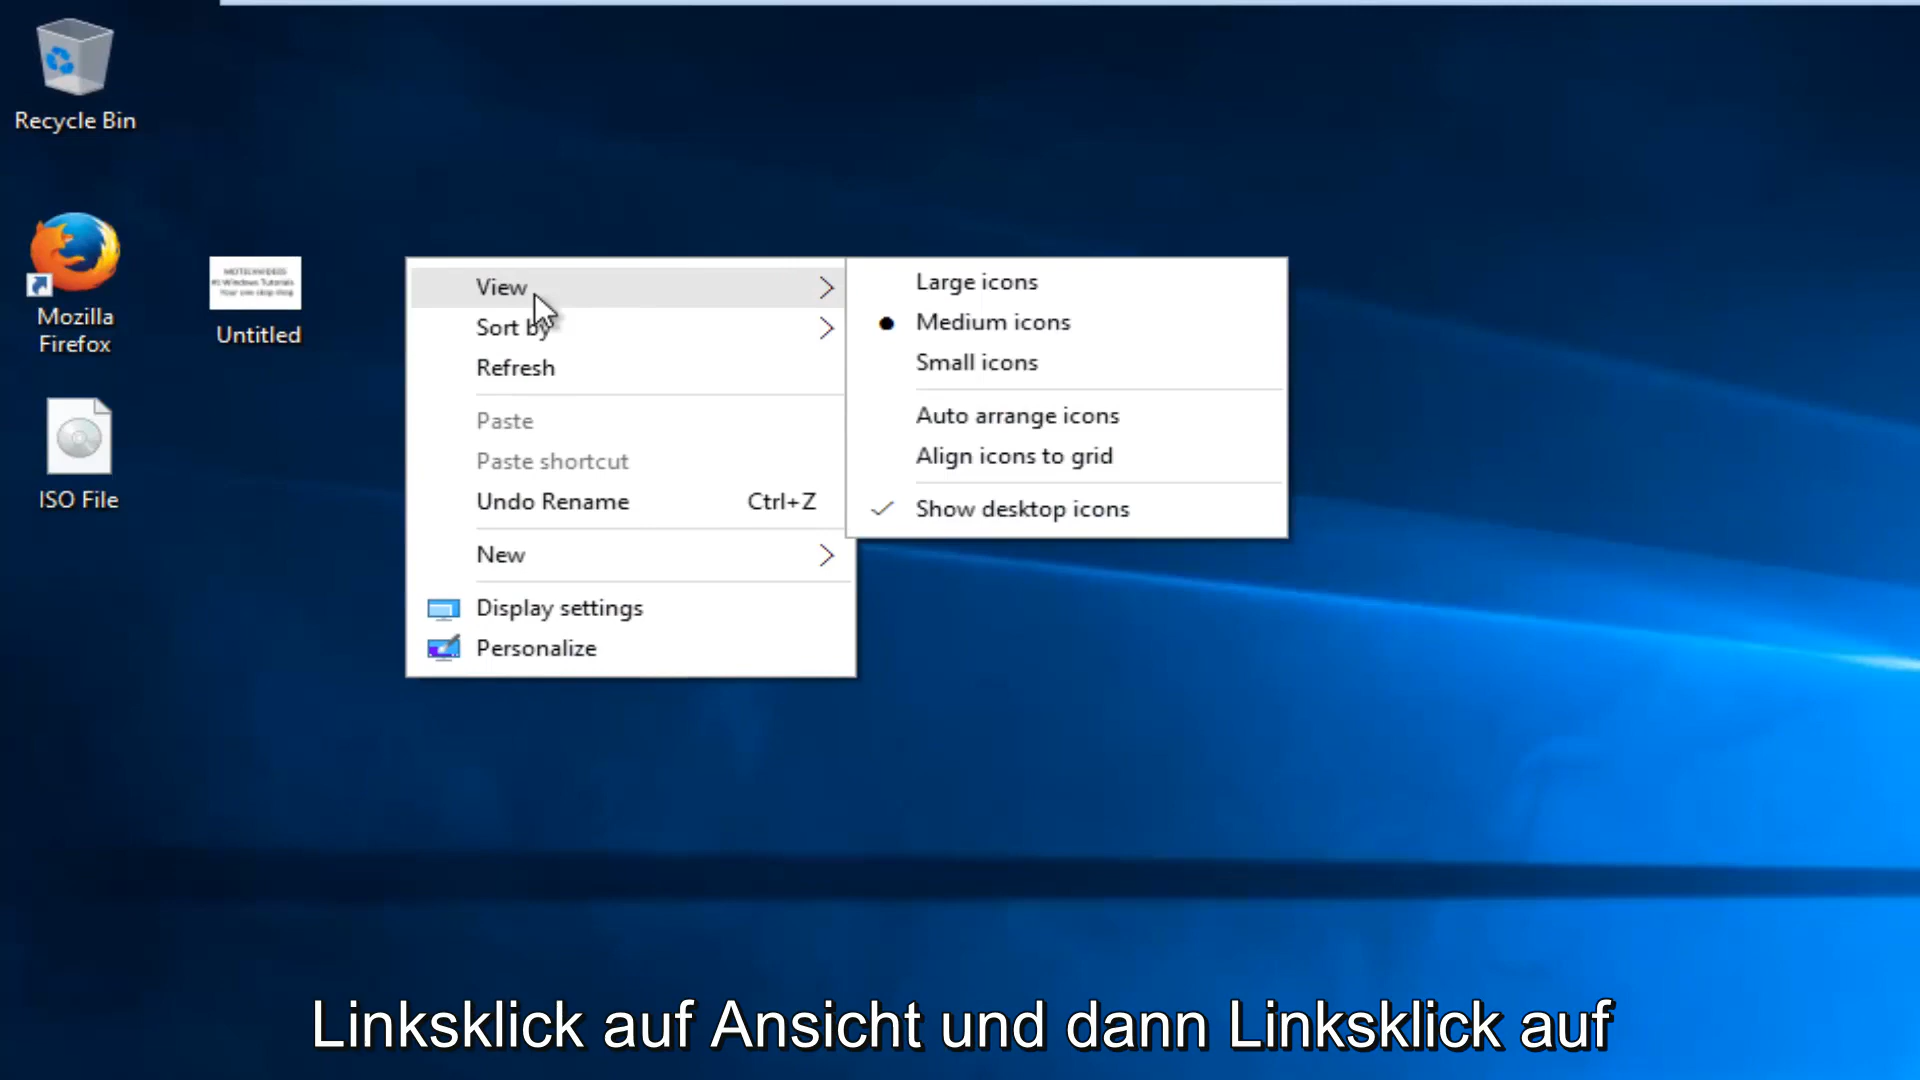 Recycle Bin
Mozilla
Firefox
Untitled
ISO File
View
Sort by
Refresh
Paste
Paste shortcut
Undo Rename Ctrl+Z
New
Display settings
Personalize
Large icons
Medium icons
Small icons
Auto arrange icons
Align icons to grid
Show desktop icons
Linksklick auf Ansicht und dann Linksklick auf